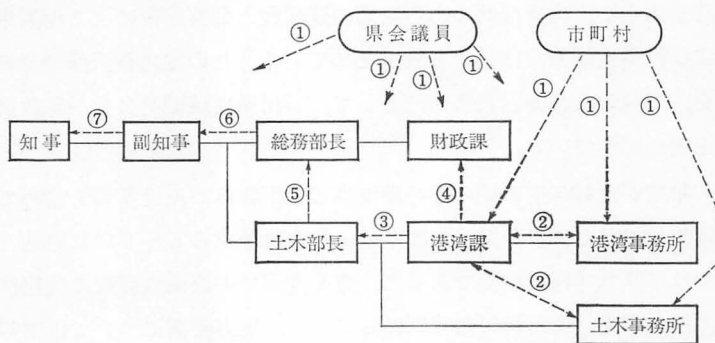 県会議員
市町村
① ① ① ① ① ① ①
⑦ ⑥
知事 副知事 総務部長 財政課
⑤ ④
③ ②
土木部長 港湾課 港湾事務所
②
土木事務所